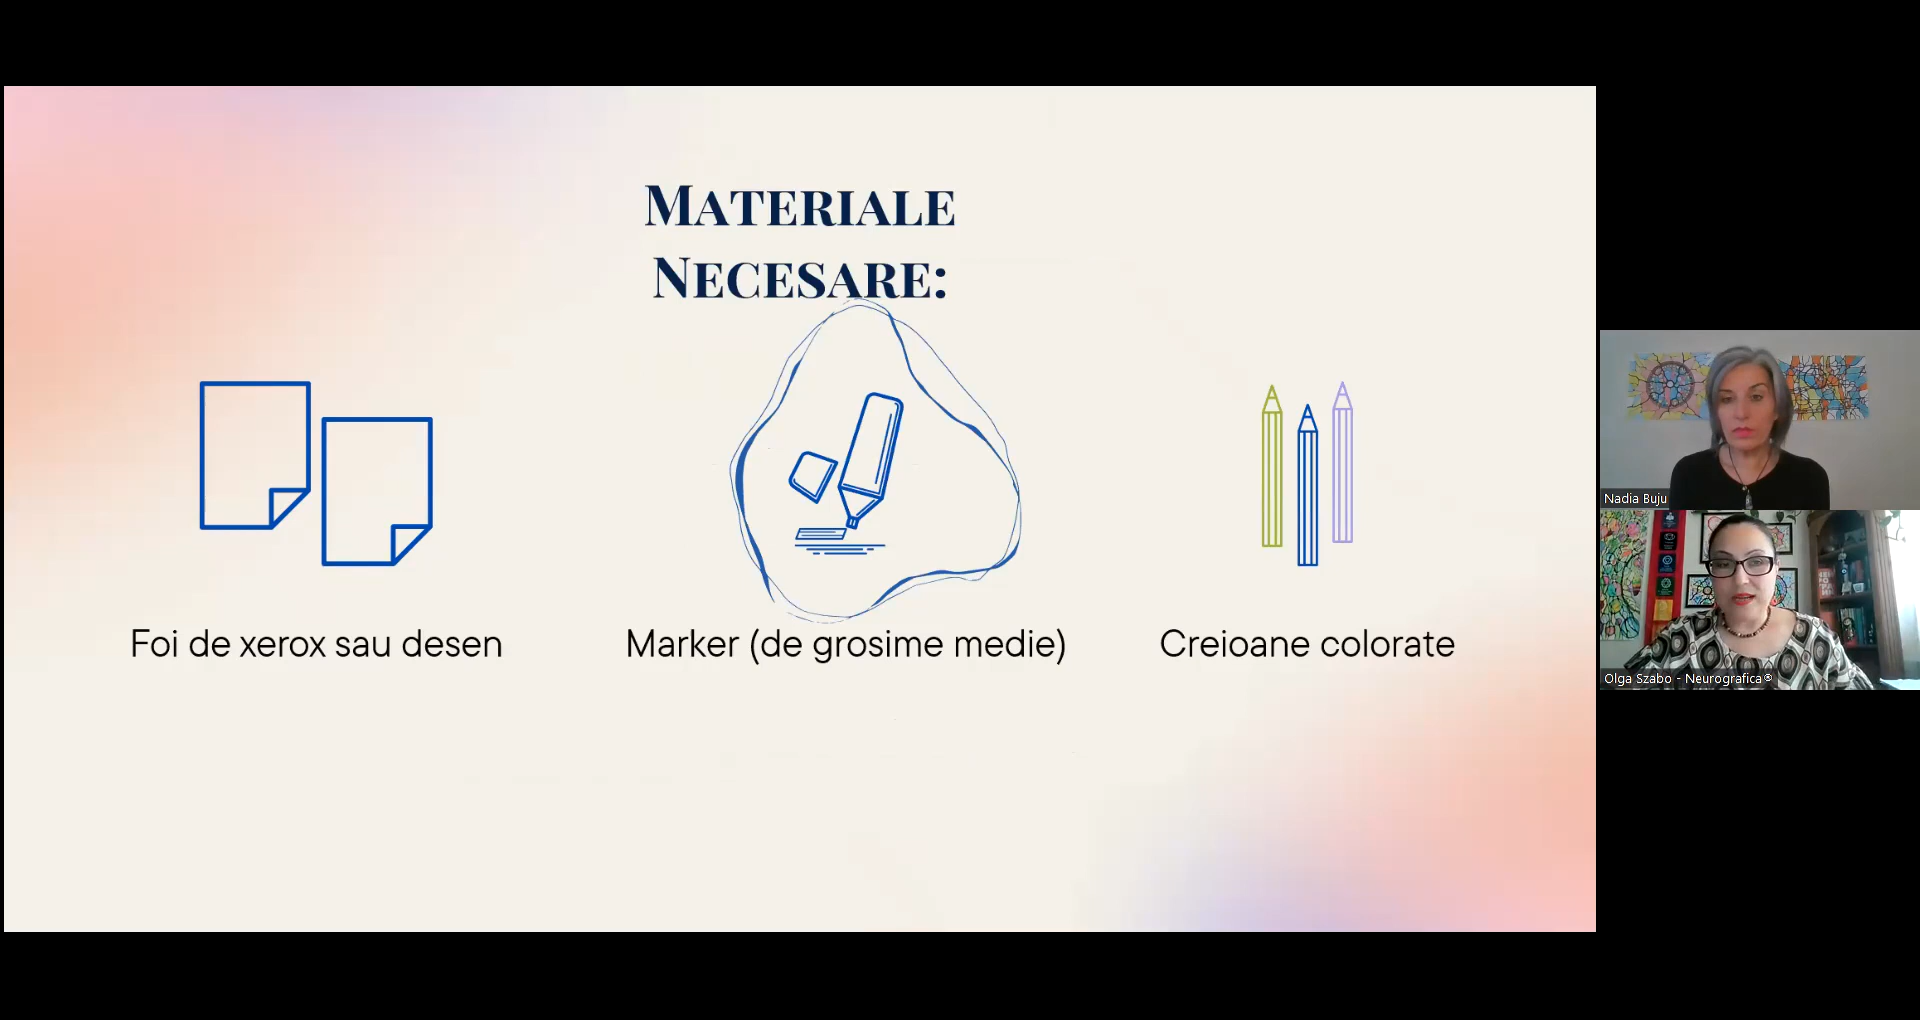 MATERIALE
NECESARE:
Foi de xerox sau desen
Marker (de grosime medie)
Creioane colorate
Nadia Buju
Olga Szabo - Neurografica®